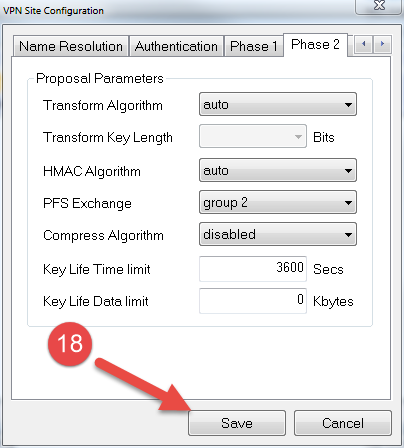 VPN Site Configuration
Name Resolution Authentication Phase 1 Phase 2
Proposal Parameters
Transform Algorithm auto
Transform Key Length Bits
HMAC Algorithm auto
PFS Exchange group 2
Compress Algorithm disabled
Key Life Time limit 3600 Secs
Key Life Data limit 0 Kbytes
18
Save Cancel